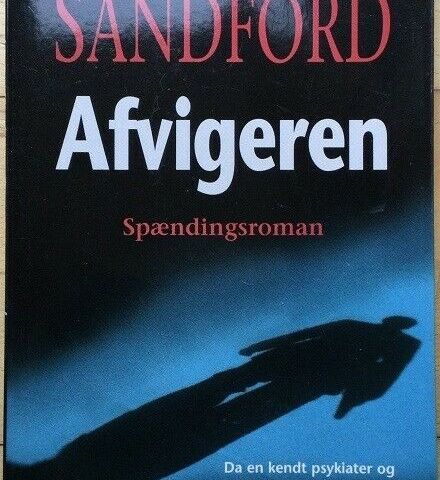 SANDFORD
Afvigeren
Spændingsroman
Da en kendt psykiater og